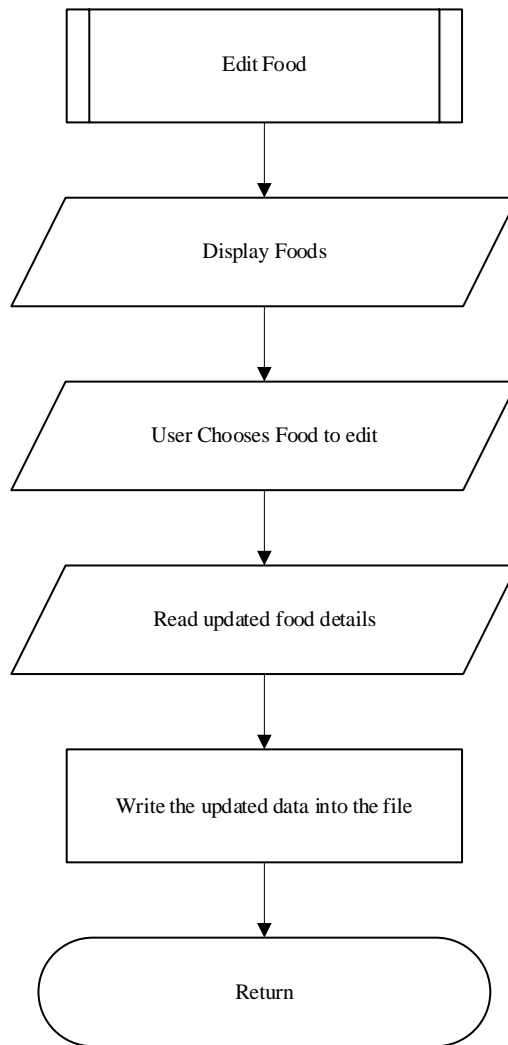 Edit Food
Display Foods
User Chooses Food to edit
Read updated food details
Write the updated data into the file
Return